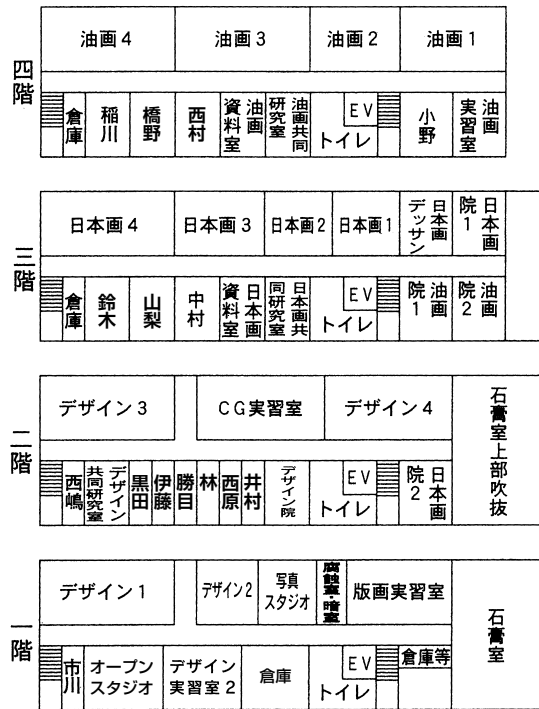 四階
油画4
油画3
油画2
油画1
倉庫
稲川
橋野
西村
油画資料室
油画共同研究室
EV
トイレ
小野
油画実習室
三階
日本画4
日本画3
日本画2
日本画1
日本画デッサン
日本画院1
倉庫
鈴木
山梨
中村
日本画資料室
日本画共同研究室
EV
トイレ
油画院1
油画院2
二階
デザイン3
CG実習室
デザイン4
石膏室上部吹抜
西嶋
デザイン共同研究室
黒田
伊藤
勝目
林
西原
井村
デザイン院
EV
トイレ
日本画院2
一階
デザイン1
デザイン2
写真スタジオ
腐蝕室・暗室
版画実習室
石膏室
市川
オープンスタジオ
デザイン実習室2
倉庫
EV
トイレ
倉庫等